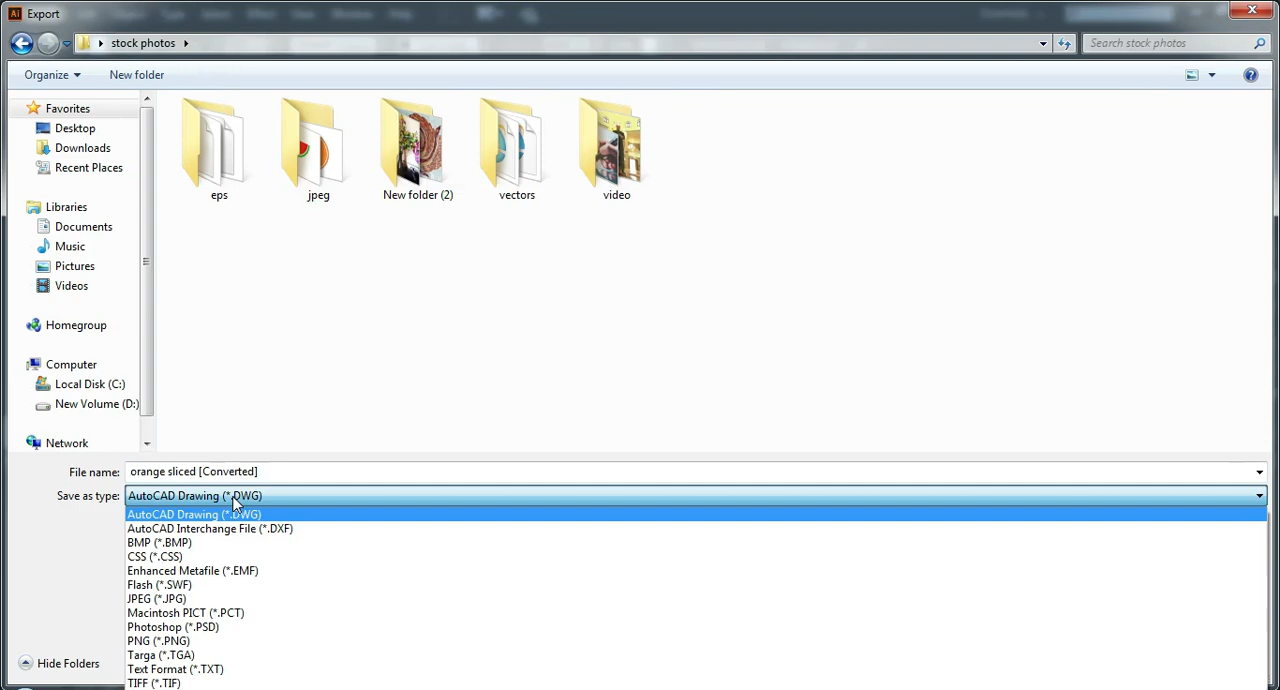 Ai Export
stock photos
Search stock photos
Organize
New folder
Favorites
Desktop
Downloads
Recent Places
Libraries
Documents
Music
Pictures
Videos
Homegroup
Computer
Local Disk (C:)
New Volume (D:)
Network
eps
jpeg
New folder (2)
vectors
video
File name: orange sliced [Converted]
Save as type: AutoCAD Drawing (*.DWG)
AutoCAD Drawing (*.DWG)
AutoCAD Interchange File (*.DXF)
BMP (*.BMP)
CSS (*.CSS)
Enhanced Metafile (*.EMF)
Flash (*.SWF)
JPEG (*.JPG)
Macintosh PICT (*.PCT)
Photoshop (*.PSD)
PNG (*.PNG)
Targa (*.TGA)
Text Format (*.TXT)
TIFF (*.TIF)
Hide Folders